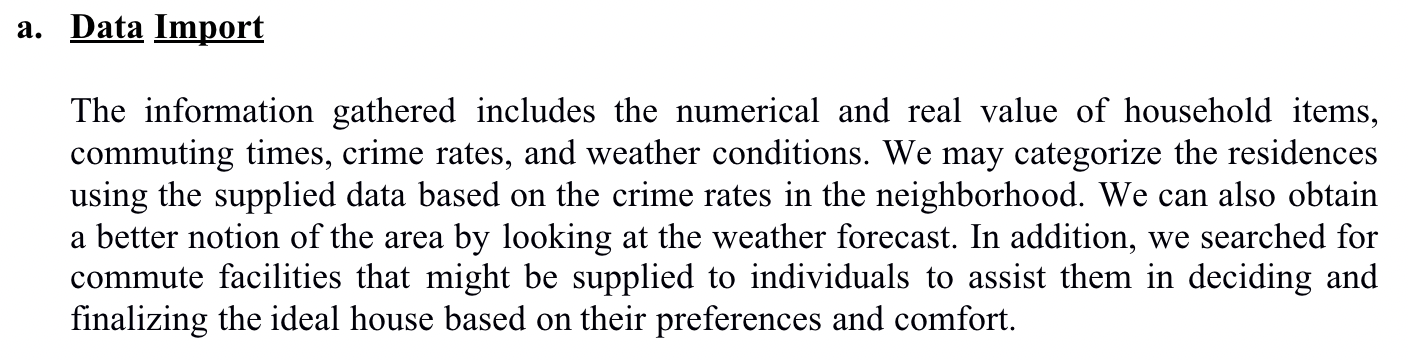 a. Data Import
The information gathered includes the numerical and real value of household items,
commuting times, crime rates, and weather conditions. We may categorize the residences
using the supplied data based on the crime rates in the neighborhood. We can also obtain
a better notion of the area by looking at the weather forecast. In addition, we searched for
commute facilities that might be supplied to individuals to assist them in deciding and
finalizing the ideal house based on their preferences and comfort.